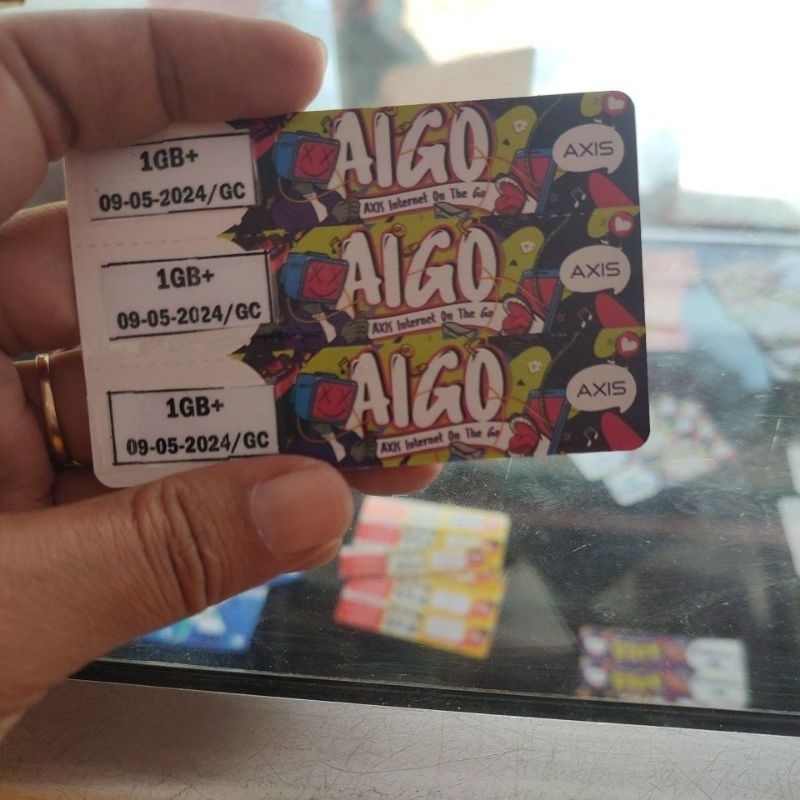 1GB+
09-05-2024/GC
AIGO
AXIS Internet On The Go
AXIS
1GB+
09-05-2024/GC
AIGO
AXIS Internet On The Go
AXIS
1GB+
09-05-2024/GC
AIGO
AXIS Internet On The Go
AXIS